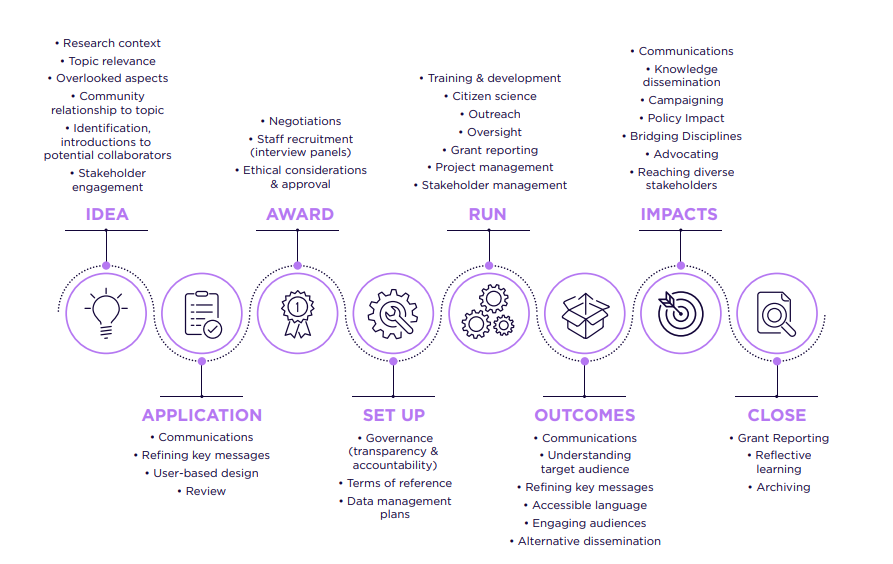 • Research context
• Topic relevance
• Overlooked aspects
• Community
relationship to topic
• Identification,
introductions to
potential collaborators
• Stakeholder
engagement
IDEA
• Negotiations
• Staff recruitment
(interview panels)
• Ethical considerations
& approval
AWARD
• Training & development
• Citizen science
• Outreach
• Oversight
• Grant reporting
• Project management
• Stakeholder management
RUN
• Communications
• Knowledge
dissemination
• Campaigning
• Policy Impact
• Bridging Disciplines
• Advocating
• Reaching diverse
stakeholders
IMPACTS
1
APPLICATION
• Communications
• Refining key messages
• User-based design
• Review
SET UP
• Governance
(transparency &
accountability)
• Terms of reference
• Data management
plans
OUTCOMES
• Communications
• Understanding
target audience
• Refining key messages
• Accessible language
• Engaging audiences
• Alternative dissemination
CLOSE
• Grant Reporting
• Reflective
learning
• Archiving